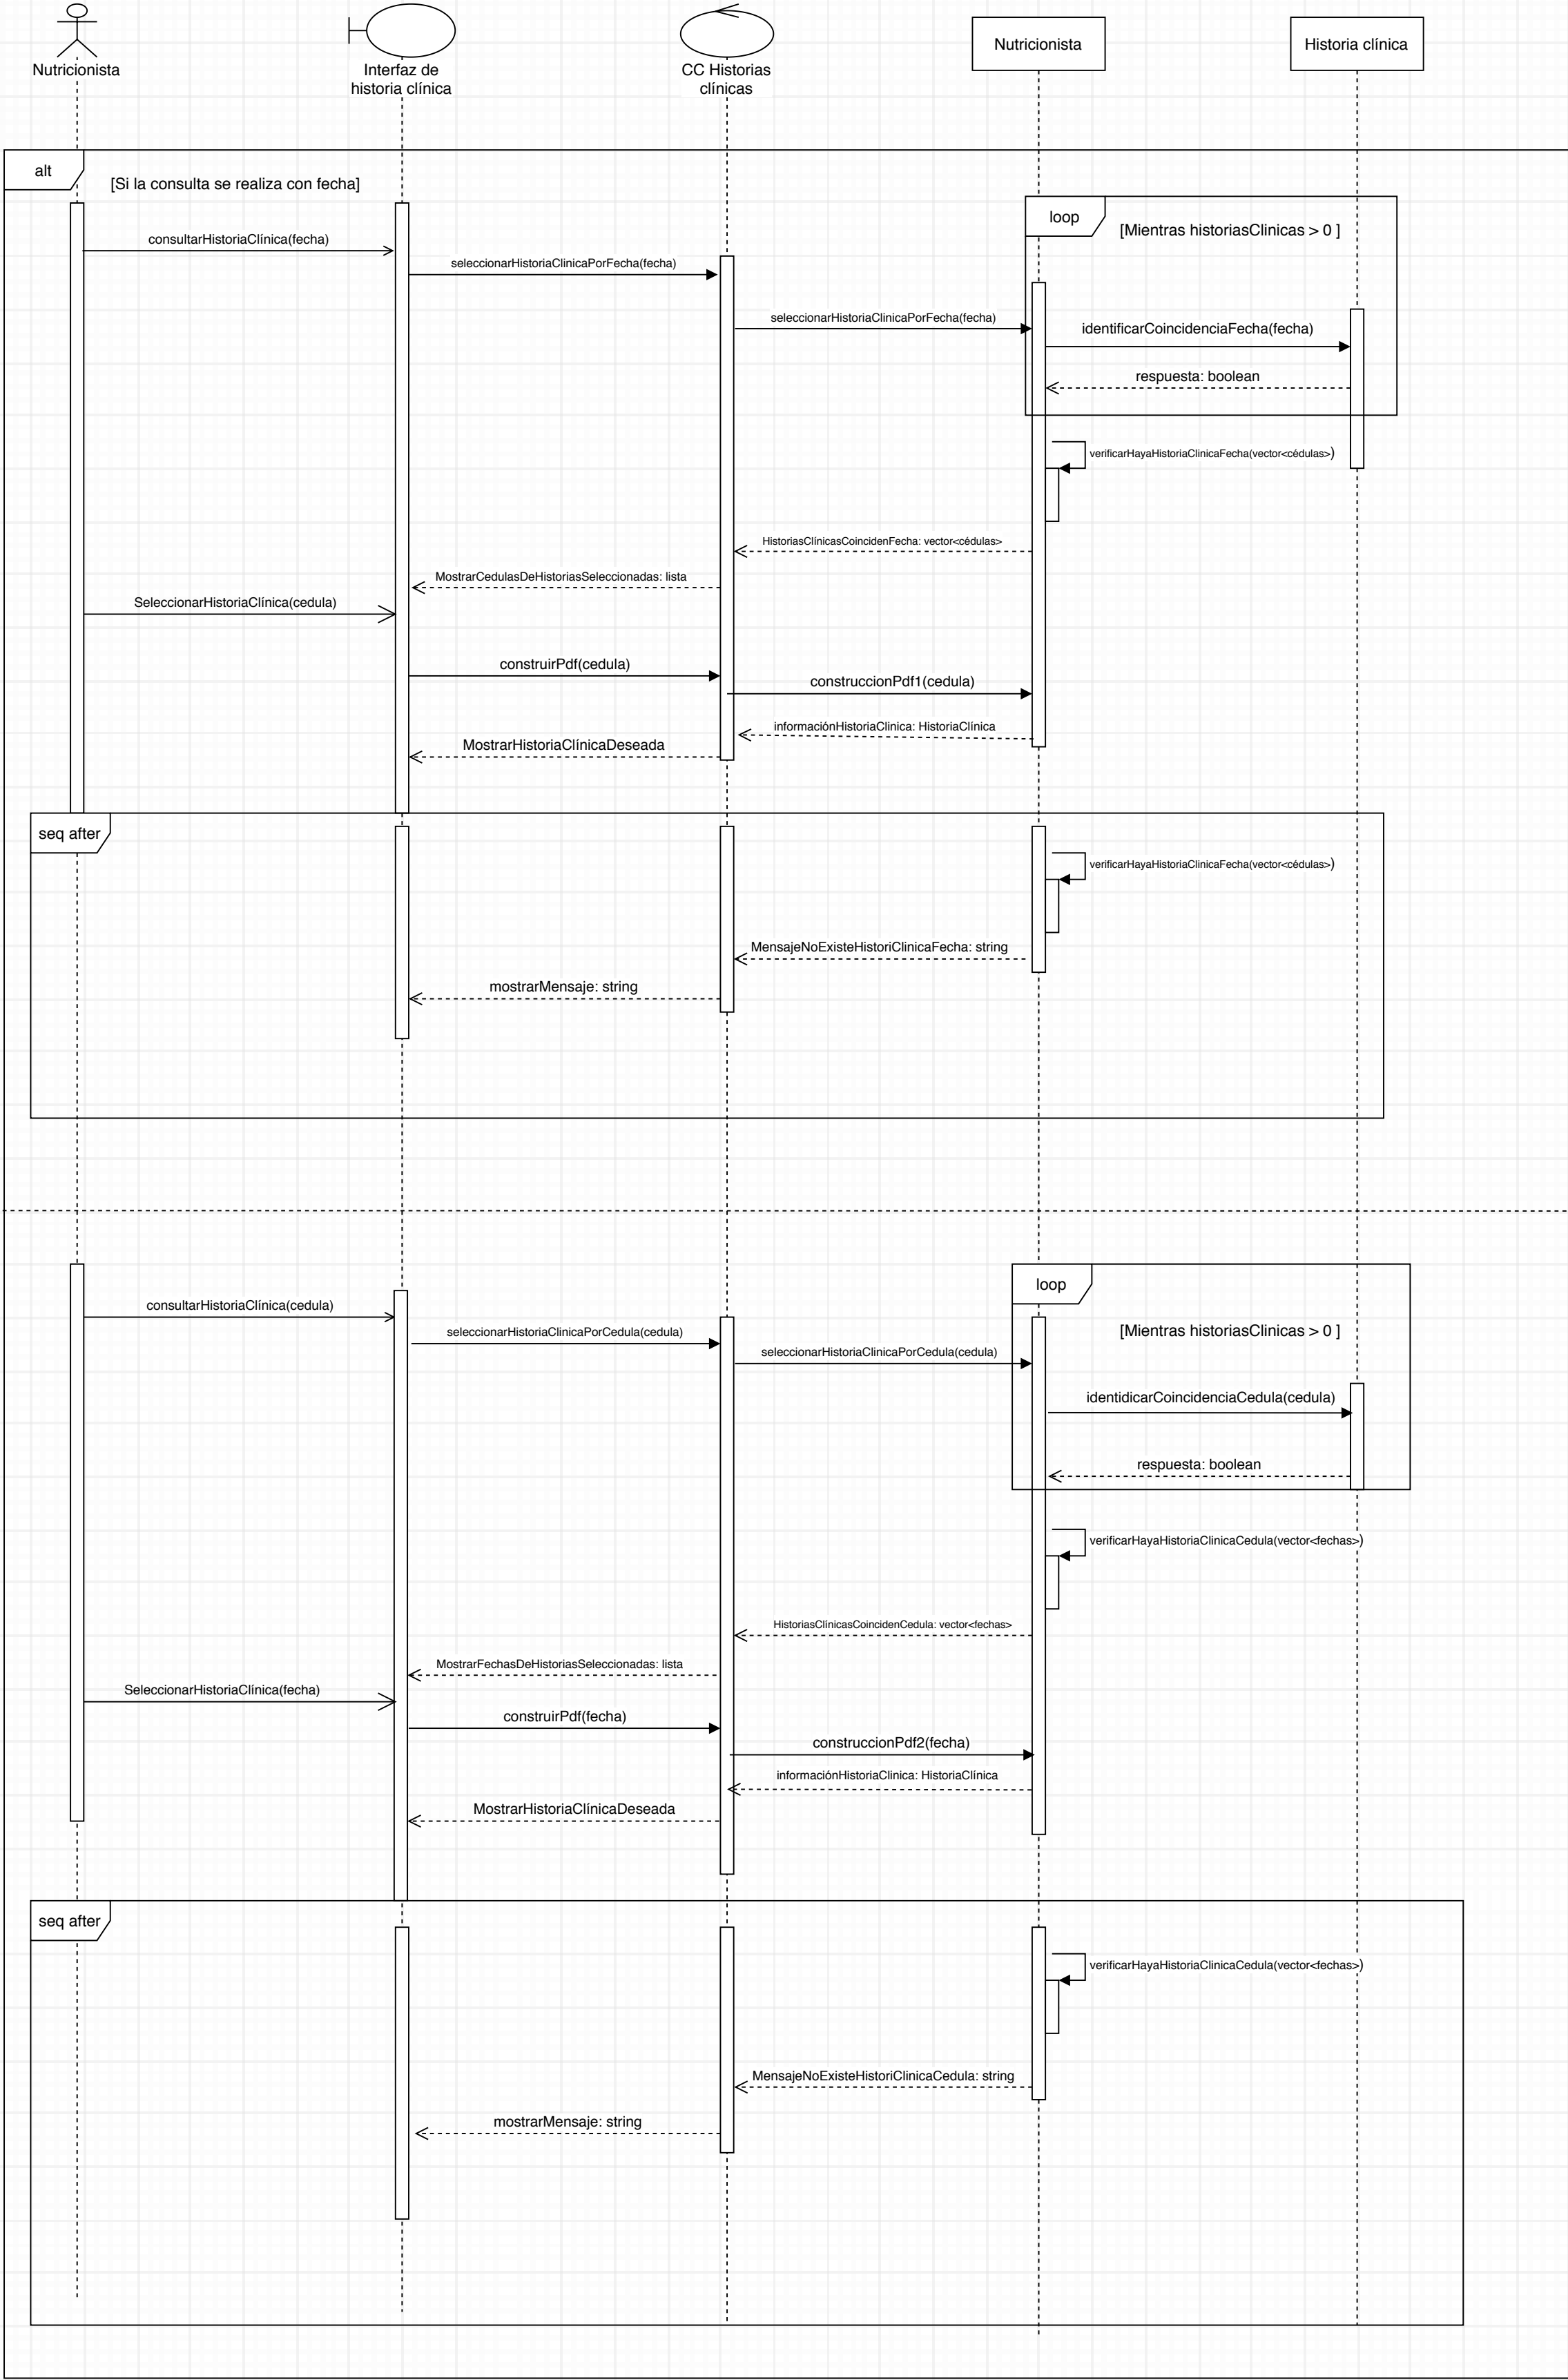 Nutricionista
Interfaz de
historia clínica
CC Historias
clínicas
Nutricionista
Historia clínica
alt
[Si la consulta se realiza con fecha]
loop
[Mientras historiasClinicas > 0 ]
consultarHistoriaClínica(fecha)
seleccionarHistoriaClinicaPorFecha(fecha)
seleccionarHistoriaClinicaPorFecha(fecha)
identificarCoincidenciaFecha(fecha)
respuesta: boolean
verificarHayaHistoriaClinicaFecha(vector<cédulas>)
HistoriasClínicasCoincidenFecha: vector<cédulas>
MostrarCedulasDeHistoriasSeleccionadas: lista
SeleccionarHistoriaClínica(cedula)
construirPdf(cedula)
construccionPdf1(cedula)
informaciónHistoriaClinica: HistoriaClínica
MostrarHistoriaClínicaDeseada
seq after
verificarHayaHistoriaClinicaFecha(vector<cédulas>)
MensajeNoExisteHistoriClinicaFecha: string
mostrarMensaje: string
loop
[Mientras historiasClinicas > 0 ]
consultarHistoriaClínica(cedula)
seleccionarHistoriaClinicaPorCedula(cedula)
seleccionarHistoriaClinicaPorCedula(cedula)
identidicarCoincidenciaCedula(cedula)
respuesta: boolean
verificarHayaHistoriaClinicaCedula(vector<fechas>)
HistoriasClínicasCoincidenCedula: vector<fechas>
MostrarFechasDeHistoriasSeleccionadas: lista
SeleccionarHistoriaClínica(fecha)
construirPdf(fecha)
construccionPdf2(fecha)
informaciónHistoriaClinica: HistoriaClínica
MostrarHistoriaClínicaDeseada
seq after
verificarHayaHistoriaClinicaCedula(vector<fechas>)
MensajeNoExisteHistoriClinicaCedula: string
mostrarMensaje: string